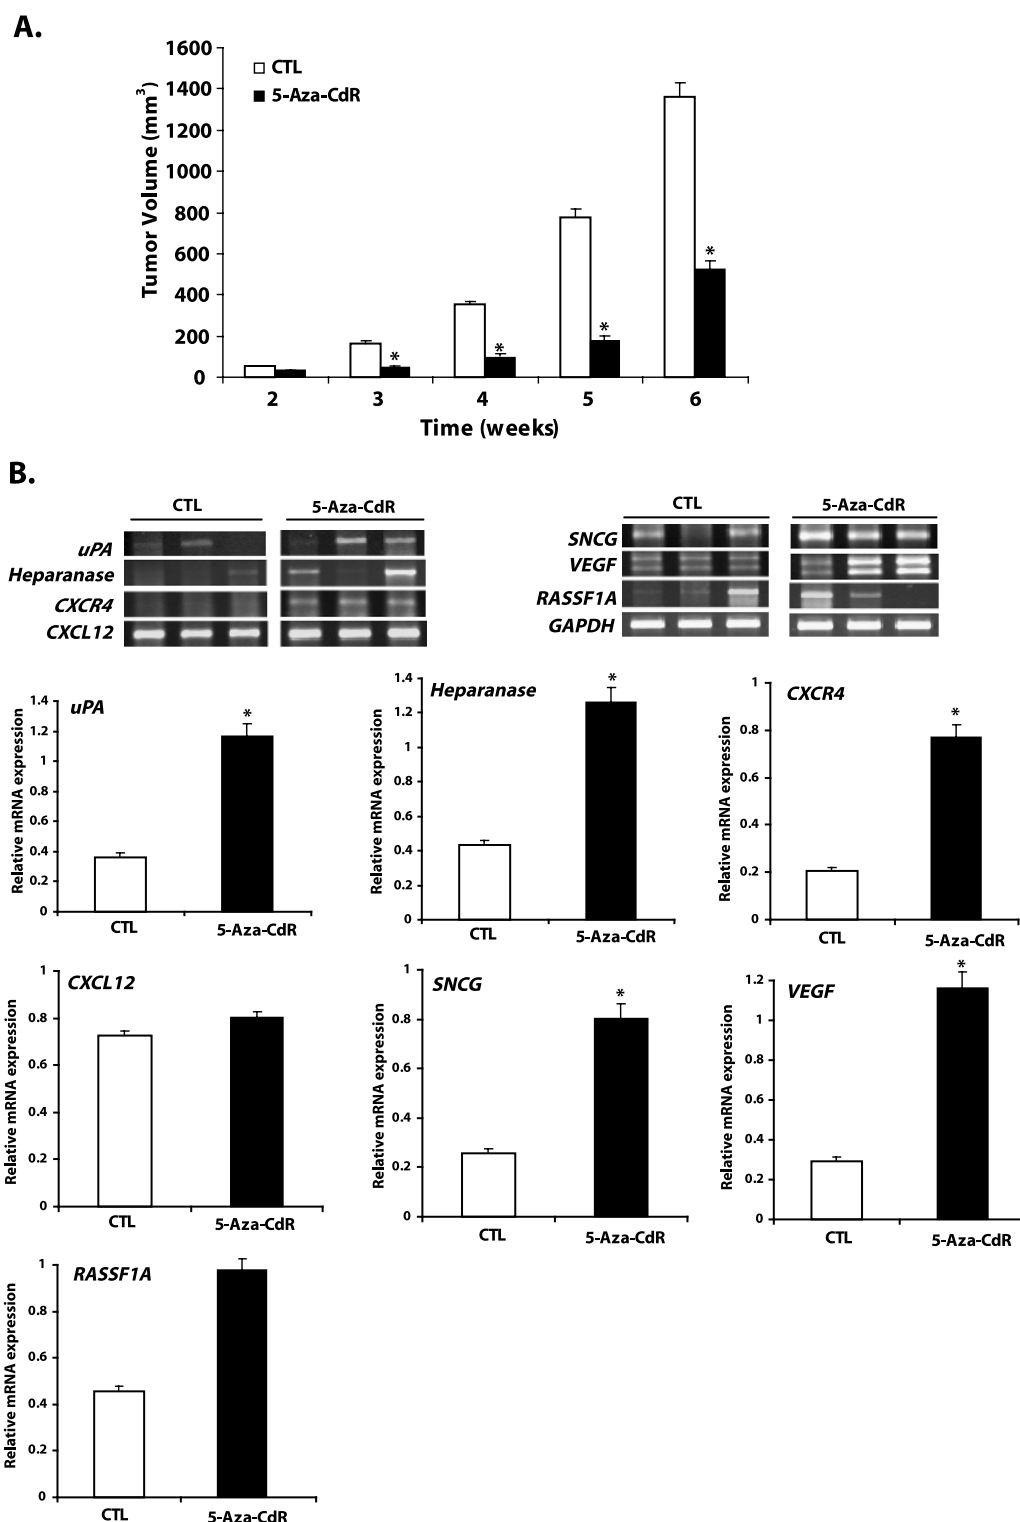 A.
Tumor Volume (mm3)
1600
1400
1200
1000
800
600
400
200
0
CTL
5-Aza-CdR
*
*
*
*
2 3 4 5 6
Time (weeks)
B.
CTL 5-Aza-CdR
uPA
Heparanase
CXCR4
CXCL12
CTL 5-Aza-CdR
SNCG
VEGF
RASSF1A
GAPDH
uPA
Relative mRNA expression
1.4
1.2
1
0.8
0.6
0.4
0.2
0
*
CTL 5-Aza-CdR
Heparanase
Relative mRNA expression
1.4
1.2
1
0.8
0.6
0.4
0.2
0
*
CTL 5-Aza-CdR
CXCR4
Relative mRNA expression
1
0.8
0.6
0.4
0.2
0
*
CTL 5-Aza-CdR
CXCL12
Relative mRNA expression
1
0.8
0.6
0.4
0.2
0
CTL 5-Aza-CdR
SNCG
Relative mRNA expression
1
0.8
0.6
0.4
0.2
0
*
CTL 5-Aza-CdR
VEGF
Relative mRNA expression
1.2
1
0.8
0.6
0.4
0.2
0
*
CTL 5-Aza-CdR
RASSF1A
Relative mRNA expression
1
0.8
0.6
0.4
0.2
0
CTL 5-Aza-CdR